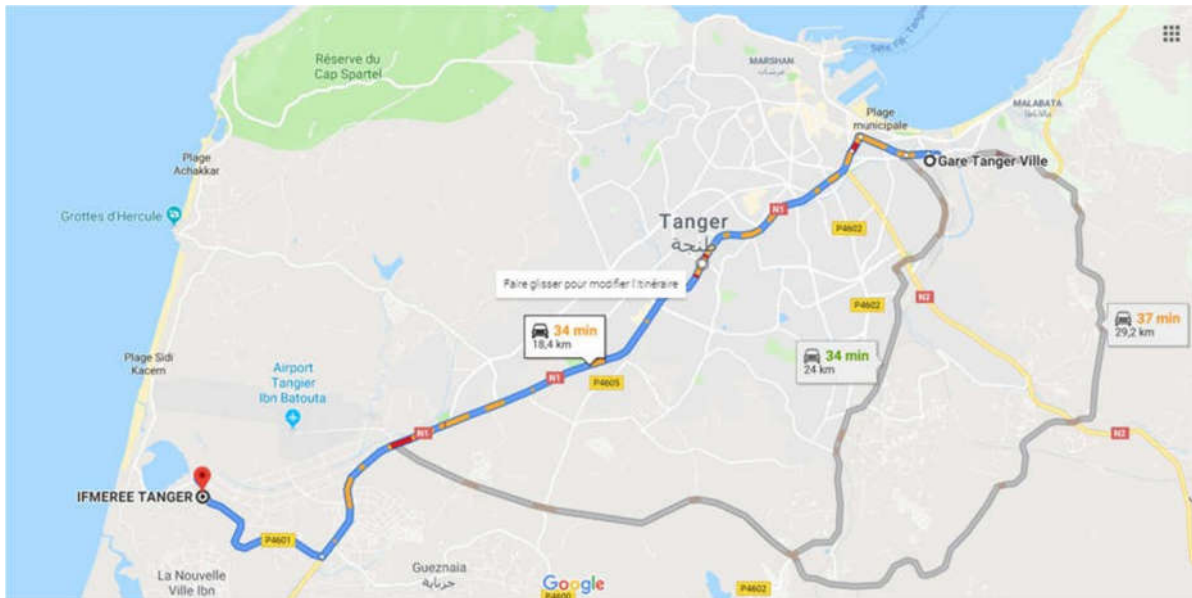 Réserve du
Cap Spartel
MARSHAN
مرشان
Plage
municipale
MALABATA
مالاباطا
Plage
Achakkar
Gare Tanger Ville
Grottes d'Hercule
N1
Tanger
طنجة
P4602
Faire glisser pour modifier l'itinéraire
N2
P4602
34 min
18,4 km
37 min
29,2 km
34 min
24 km
Plage Sidi
Kacem
Airport
Tangier
Ibn Batouta
N1
P4605
N1
N2
IFMEREE TANGER
P4601
Gueznaia
La Nouvelle
Ville Ibn
Google
P4600
P4602